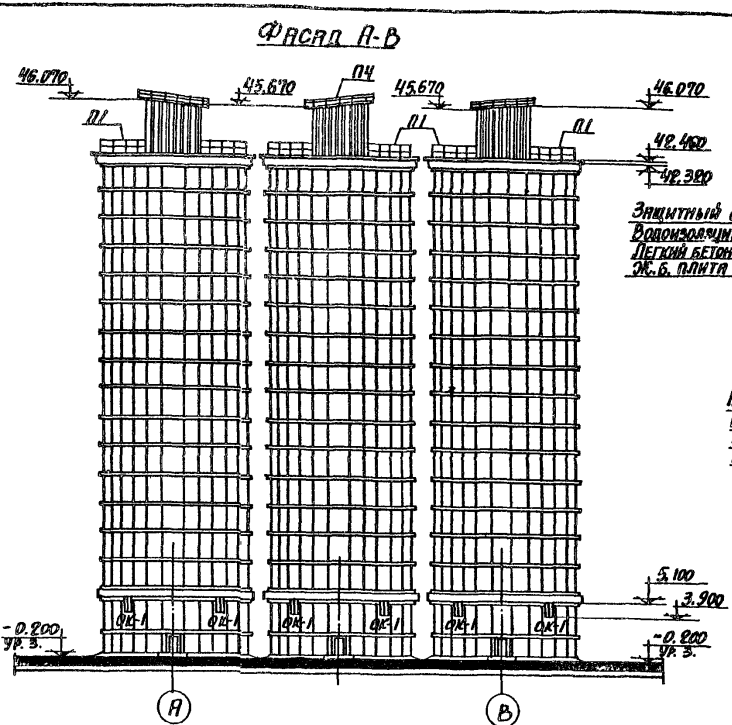 Фасад А-В
46.070
45.670
П4
45.670
46.070
П1
П1
П1
42.460
42.320
Защитный
Водоизоляци
Легкий бетон
Ж.б. плита
5.100
3.900
ОК-1
ОК-1
ОК-1
ОК-1
ОК-1
ОК-1
-0.200
ур. з.
-0.200
ур. з.
А
В